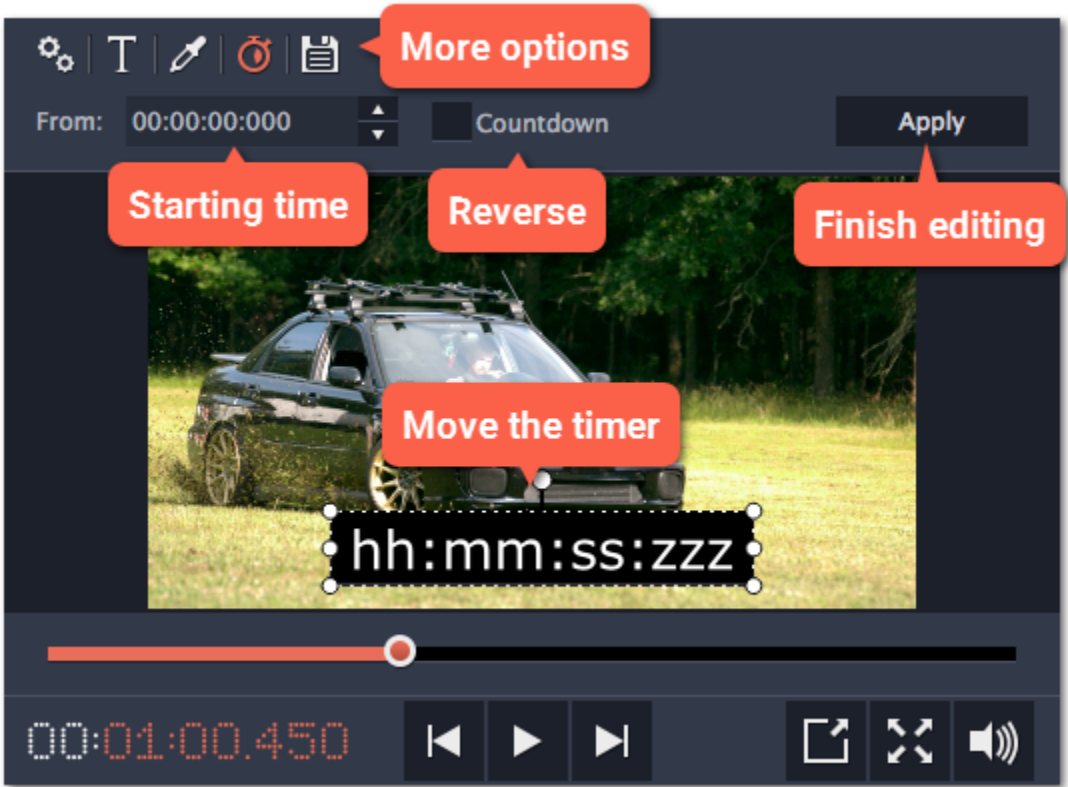 T
More options
From:
00:00:00:000
Countdown
Apply
Starting time
Reverse
Finish editing
Move the timer
hh:mm:ss:zzz
00:01:00.450